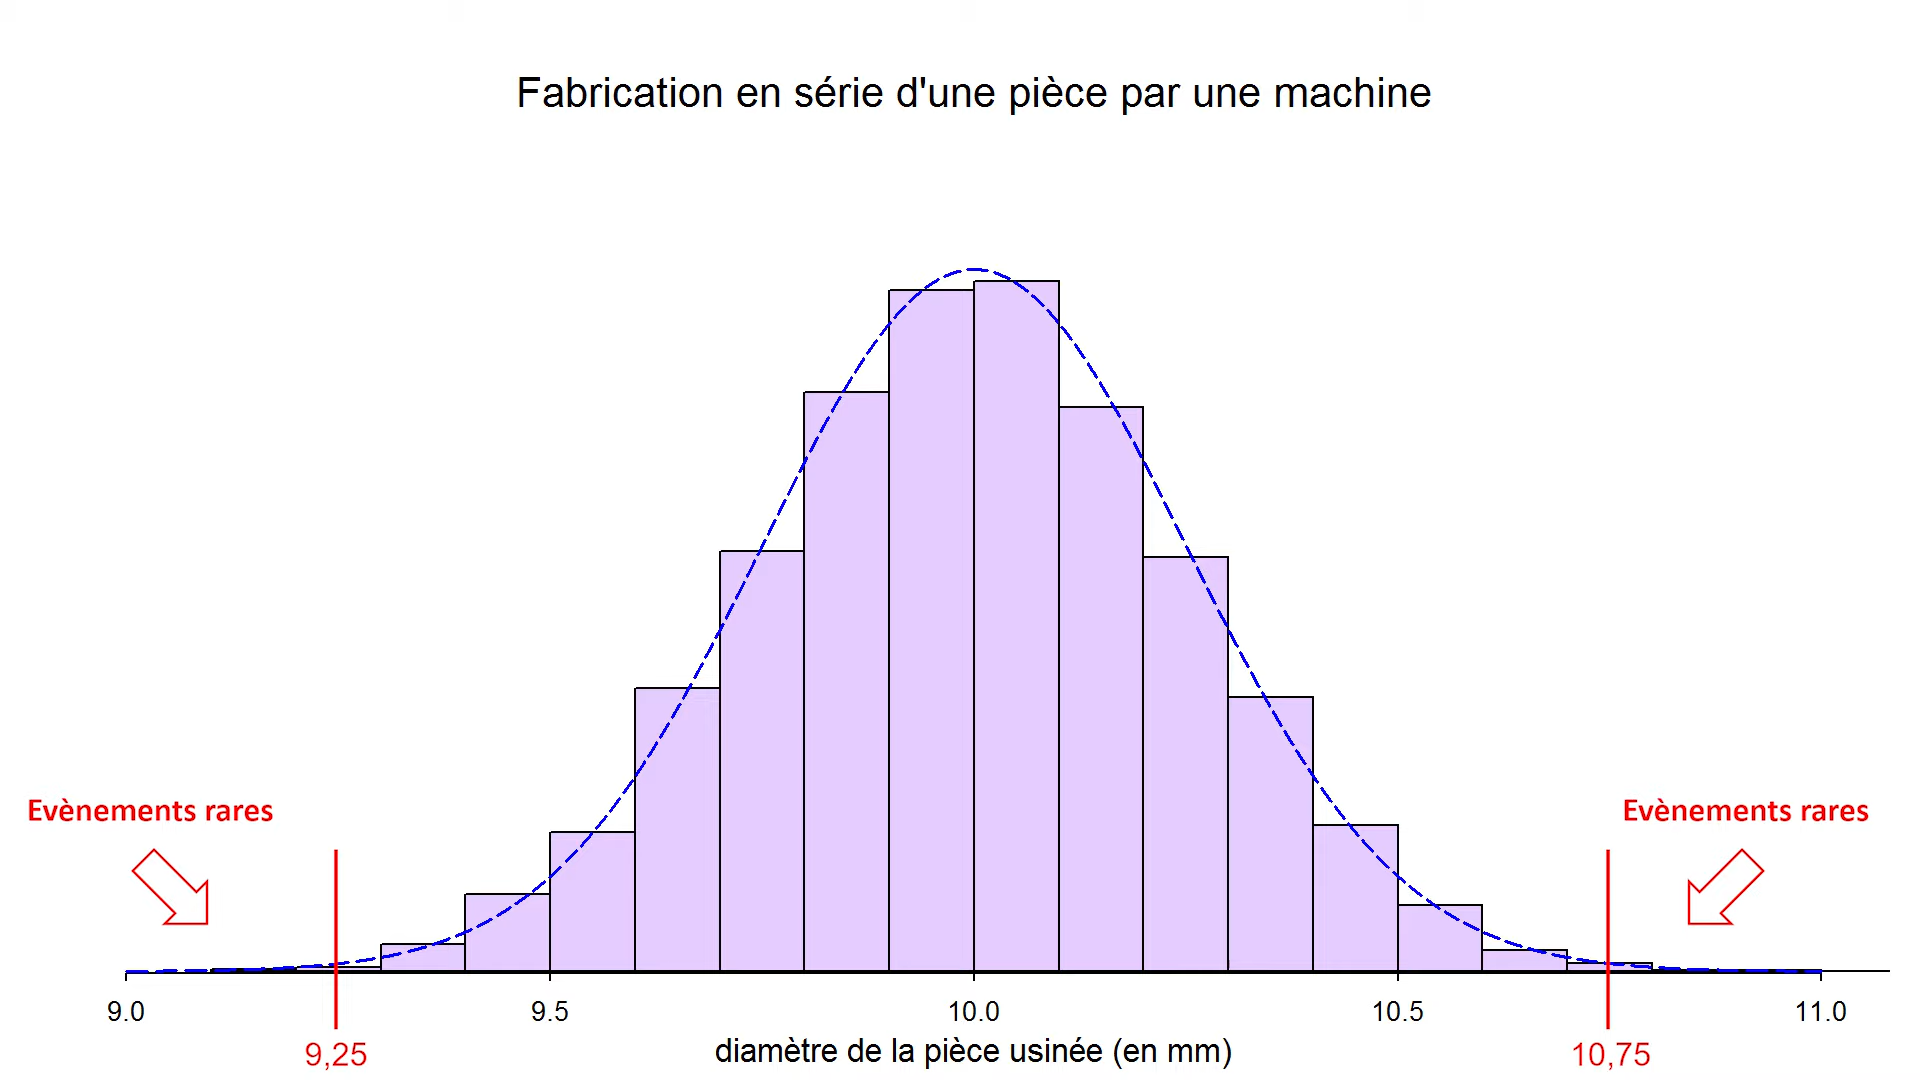 Fabrication en série d'une pièce par une machine
Evènements rares
Evènements rares
9.0
9.5
10.0
10.5
11.0
9,25
diamètre de la pièce usinée (en mm)
10,75